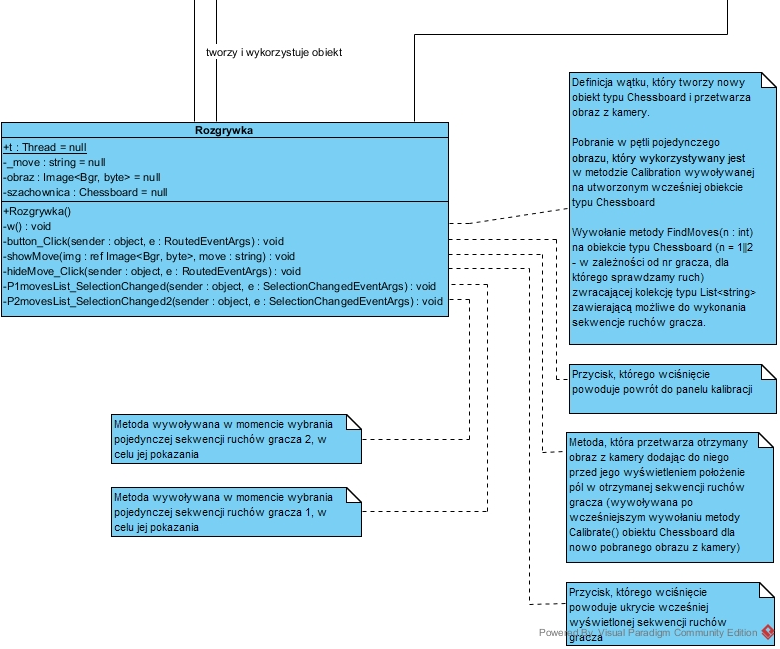 tworzy i wykorzystuje obiekt
Rozgrywka
+t : Thread = null
-_move : string = null
-obraz : Image<Bgr, byte> = null
-szachownica : Chessboard = null
+Rozgrywka()
-w() : void
-button_Click(sender : object, e : RoutedEventArgs) : void
-showMove(img : ref Image<Bgr, byte>, move : string) : void
-hideMove_Click(sender : object, e : RoutedEventArgs) : void
-P1movesList_SelectionChanged(sender : object, e : SelectionChangedEventArgs) : void
-P2movesList_SelectionChanged2(sender : object, e : SelectionChangedEventArgs) : void
Definicja wątku, który tworzy nowy
obiekt typu Chessboard i przetwarza
obraz z kamery.
Pobranie w pętli pojedynczego
obrazu, który wykorzystywany jest
w metodzie Calibration wywoływanej
na utworzonym wcześniej obiekcie
typu Chessboard
Wywołanie metody FindMoves(n : int)
na obiekcie typu Chessboard (n = 1||2
- w zależności od nr gracza, dla
którego sprawdzamy ruch)
zwracającej kolekcję typu List<string>
zawierającą możliwe do wykonania
sekwencje ruchów gracza.
Przycisk, którego wciśnięcie
powoduje powrót do panelu kalibracji
Metoda wywoływana w momencie wybrania
pojedynczej sekwencji ruchów gracza 2, w
celu jej pokazania
Metoda, która przetwarza otrzymany
obraz z kamery dodając do niego
przed jego wyświetleniem położenie
pól w otrzymanej sekwencji ruchów
gracza (wywoływana po
wcześniejszym wywołaniu metody
Calibrate() obiektu Chessboard dla
nowo pobranego obrazu z kamery)
Metoda wywoływana w momencie wybrania
pojedynczej sekwencji ruchów gracza 1, w
celu jej pokazania
Przycisk, którego wciśnięcie
powoduje ukrycie wcześniej
wyświetlonej sekwencji ruchów
gracza
Powered By Visual Paradigm Community Edition